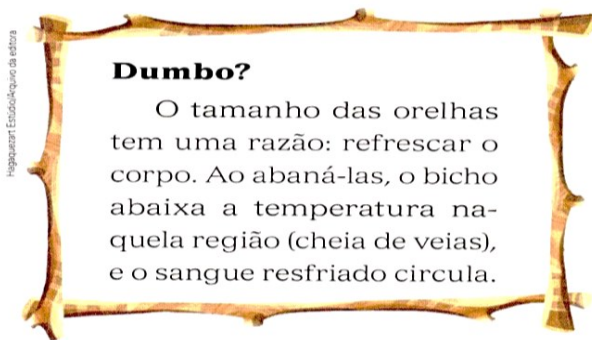 Hagaquezart Estúdio/Arquivo da editora
Dumbo?
O tamanho das orelhas
tem uma razão: refrescar o
corpo. Ao abaná-las, o bicho
abaixa a temperatura na-
quela região (cheia de veias),
e o sangue resfriado circula.